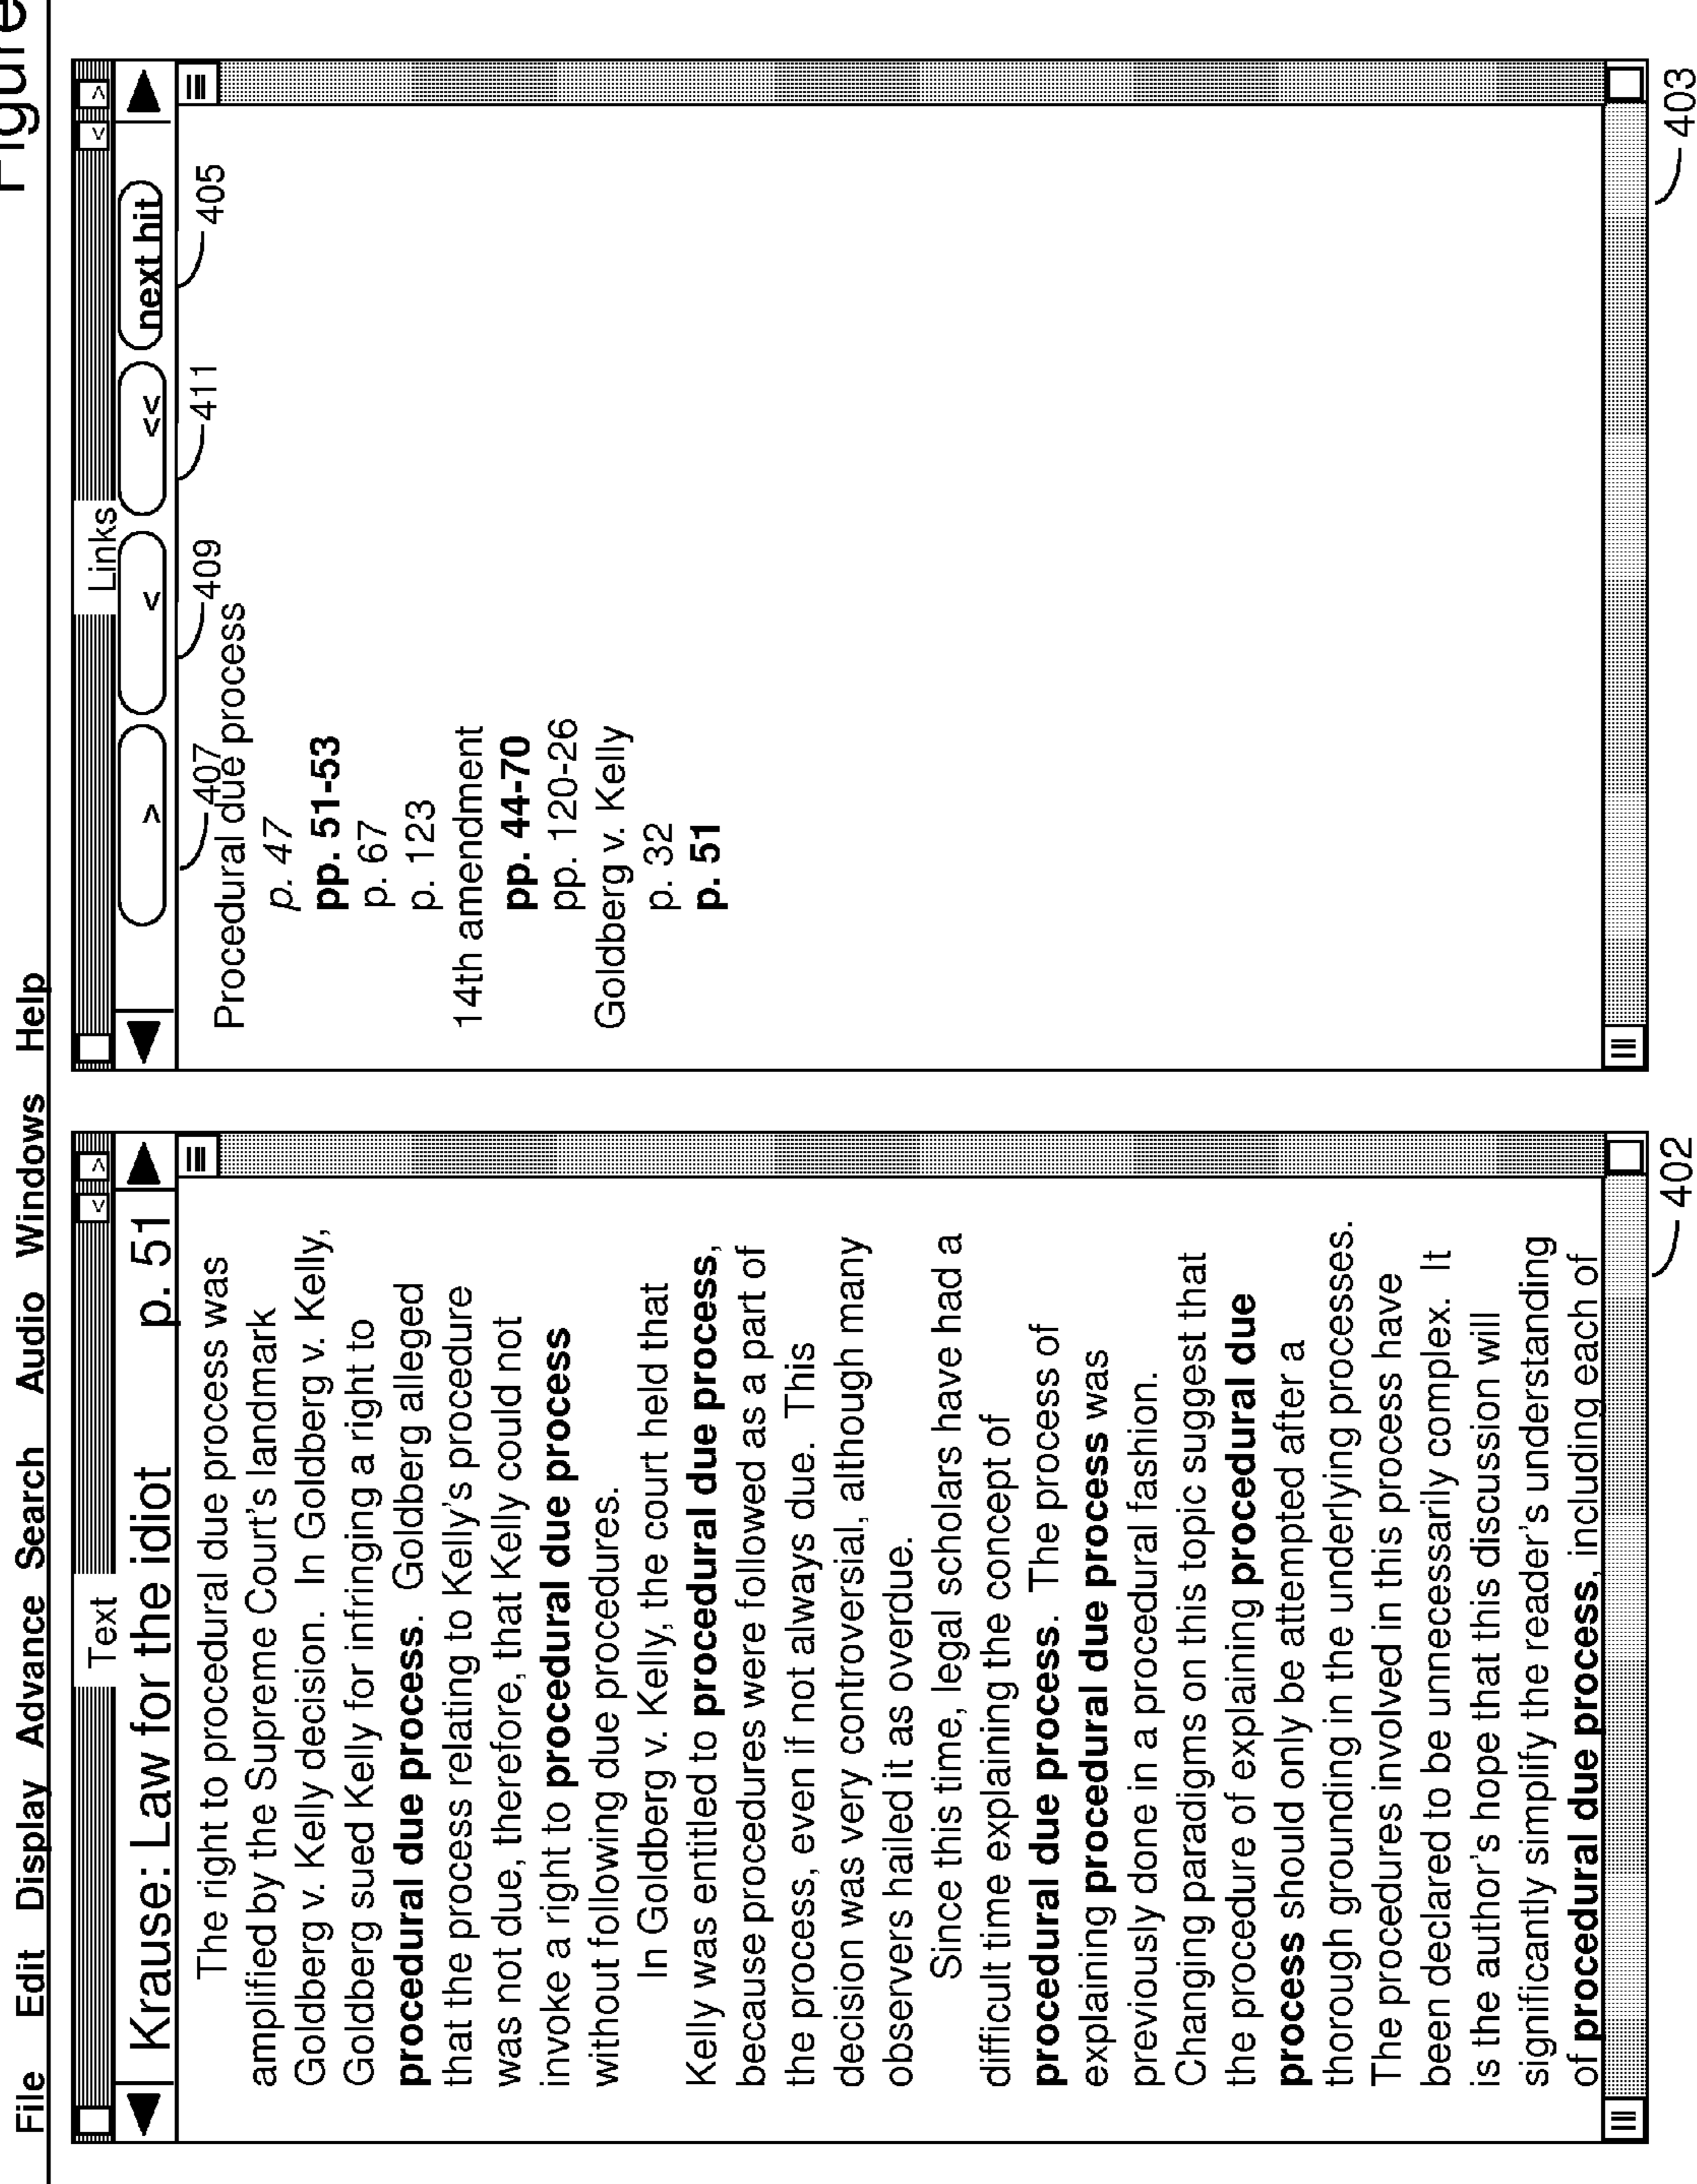 Figure
File Edit Display Advance Search Audio Windows Help
Text
< >
Krause: Law for the idiot p. 51
The right to procedural due process was
amplified by the Supreme Court's landmark
Goldberg v. Kelly decision. In Goldberg v. Kelly,
Goldberg sued Kelly for infringing a right to
procedural due process. Goldberg alleged
that the process relating to Kelly's procedure
was not due, therefore, that Kelly could not
invoke a right to procedural due process
without following due procedures.
In Goldberg v. Kelly, the court held that
Kelly was entitled to procedural due process,
because procedures were followed as a part of
the process, even if not always due. This
decision was very controversial, although many
observers hailed it as overdue.
Since this time, legal scholars have had a
difficult time explaining the concept of
procedural due process. The process of
explaining procedural due process was
previously done in a procedural fashion.
Changing paradigms on this topic suggest that
the procedure of explaining procedural due
process should only be attempted after a
thorough grounding in the underlying processes.
The procedures involved in this process have
been declared to be unnecessarily complex. It
is the author's hope that this discussion will
significantly simplify the reader's understanding
of procedural due process, including each of
402
Links
< >
> < << next hit
407 409 411 405
Procedural due process
p. 47
pp. 51-53
p. 67
p. 123
14th amendment
pp. 44-70
pp. 120-26
Goldberg v. Kelly
p. 32
p. 51
403